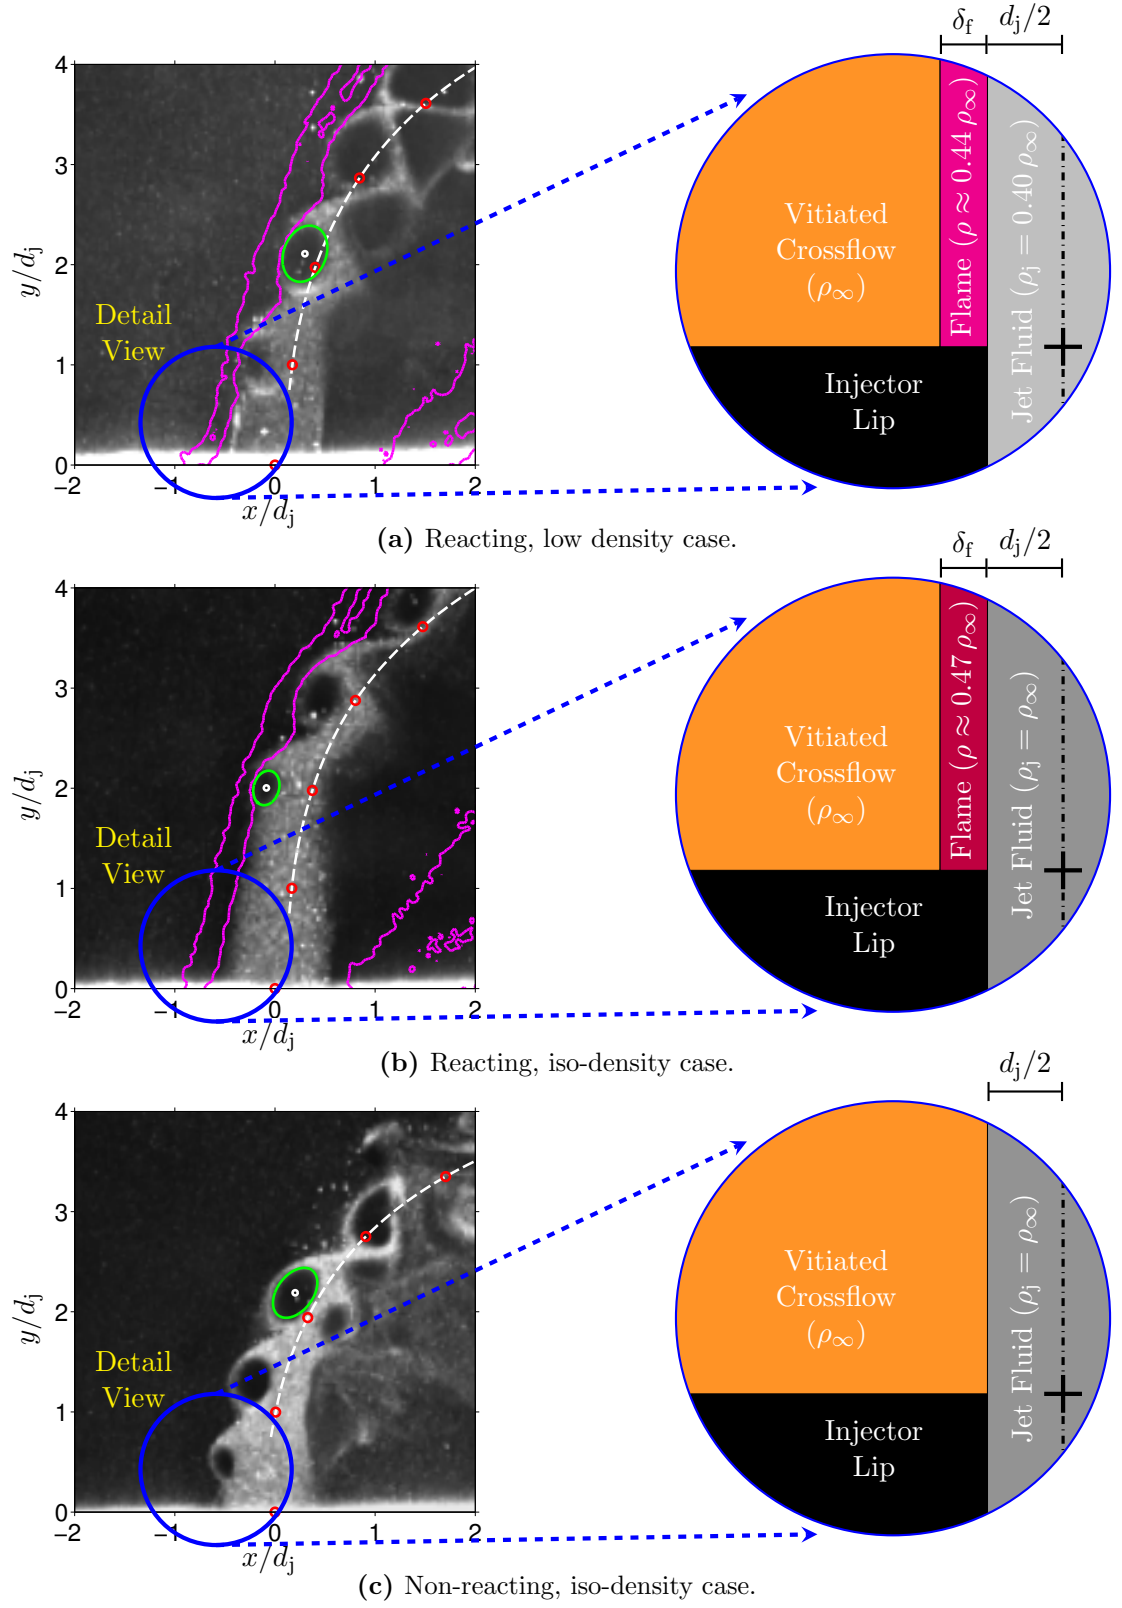 δf dj/2
4
3
2
1
0
−2 −1 0 1 2
y/dj
x/dj
Detail
View
Vitiated
Crossflow
(ρ∞)
Flame (ρ ≈ 0.44 ρ∞)
Jet Fluid (ρj = 0.40 ρ∞)
Injector
Lip
(a) Reacting, low density case.
δf dj/2
4
3
2
1
0
−2 −1 0 1 2
y/dj
x/dj
Detail
View
Vitiated
Crossflow
(ρ∞)
Flame (ρ ≈ 0.47 ρ∞)
Jet Fluid (ρj = ρ∞)
Injector
Lip
(b) Reacting, iso-density case.
dj/2
4
3
2
1
0
−2 −1 0 1 2
y/dj
x/dj
Detail
View
Vitiated
Crossflow
(ρ∞)
Jet Fluid (ρj = ρ∞)
Injector
Lip
(c) Non-reacting, iso-density case.